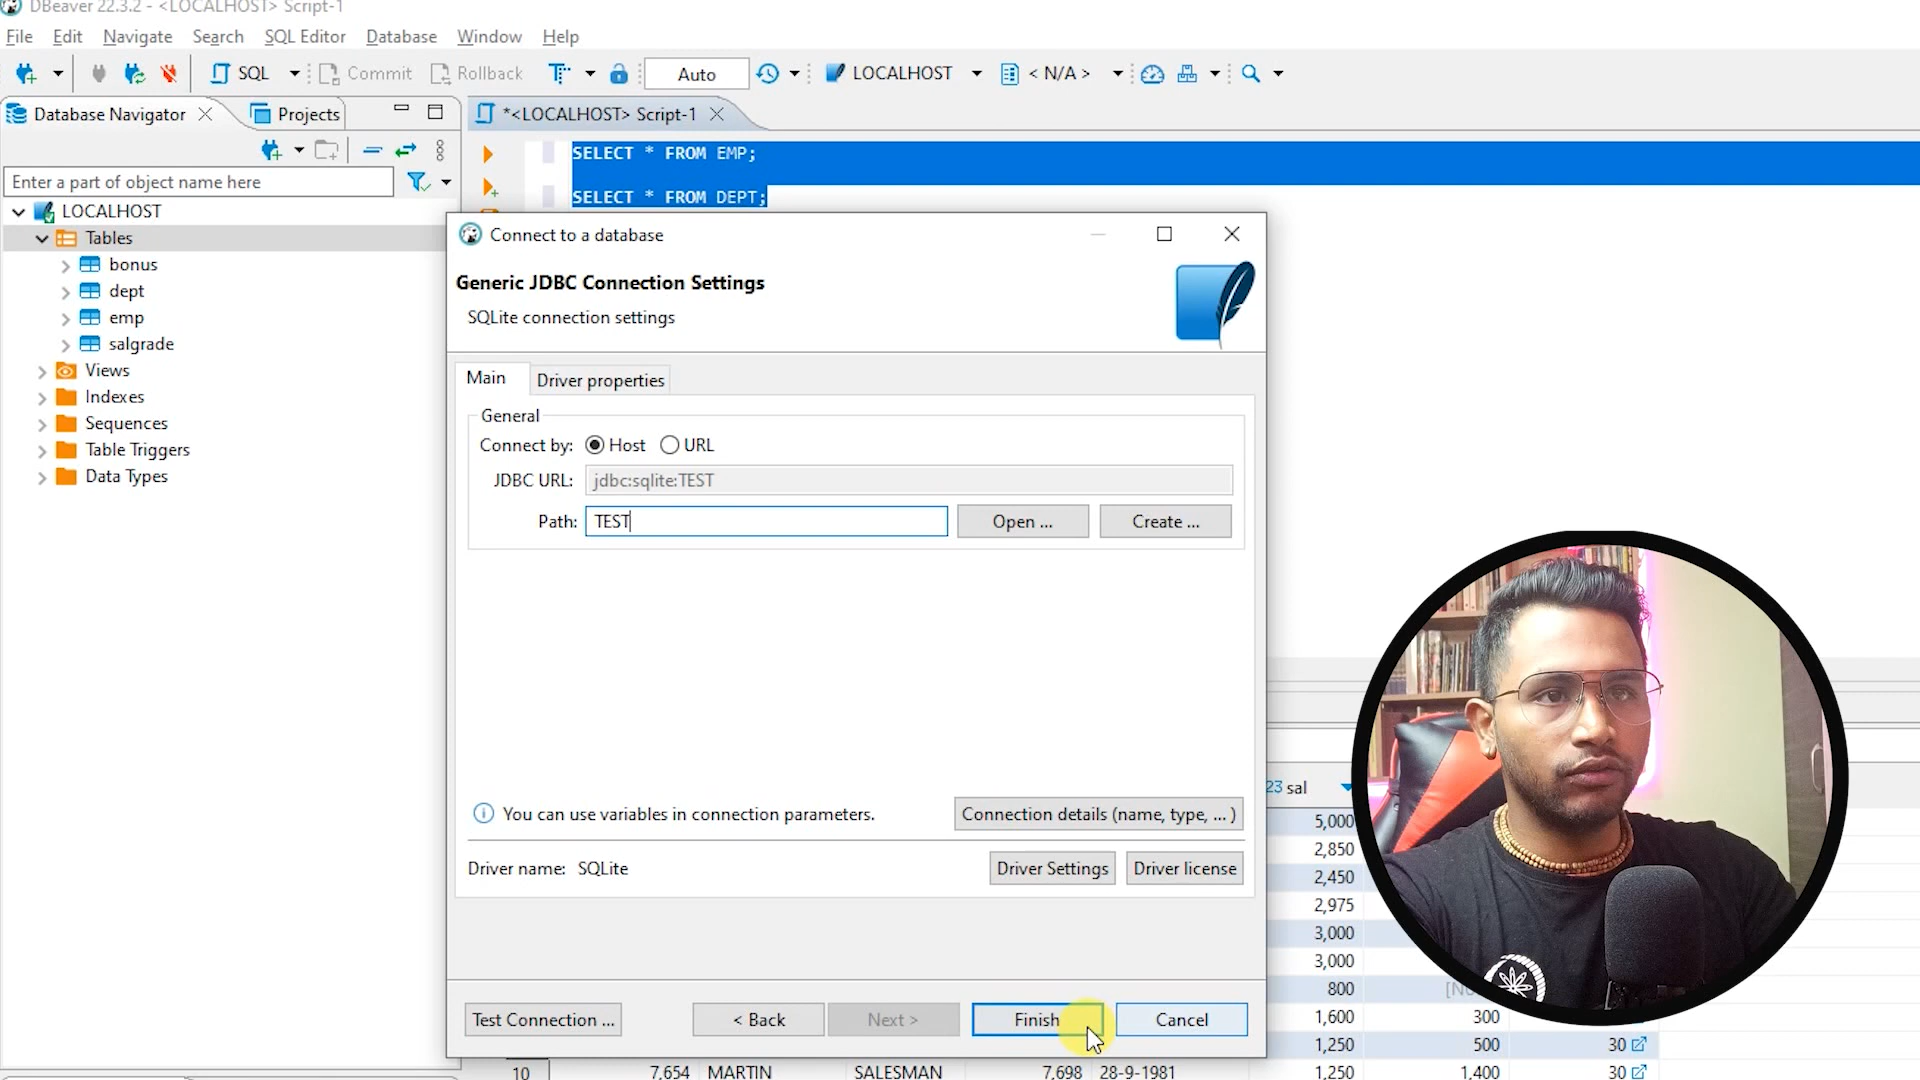 DBeaver 22.3.2 - <LOCALHOST> Script-1
File Edit Navigate Search SQL Editor Database Window Help
SQL Commit Rollback Auto LOCALHOST < N/A >
Database Navigator Projects *<LOCALHOST> Script-1
SELECT * FROM EMP;
Enter a part of object name here
SELECT * FROM DEPT;
LOCALHOST
Tables
bonus
dept
emp
salgrade
Views
Indexes
Sequences
Table Triggers
Data Types
Connect to a database
Generic JDBC Connection Settings
SQLite connection settings
Main Driver properties
General
Connect by: Host URL
JDBC URL: jdbc:sqlite:TEST
Path: TEST Open ... Create ...
You can use variables in connection parameters. Connection details (name, type, ... )
Driver name: SQLite Driver Settings Driver license
Test Connection ... < Back Next > Finish Cancel
23 sal
5,000
2,850
2,450
2,975
3,000
3,000
800
1,600 300
1,250 500 30
10 7,654 MARTIN SALESMAN 7,698 28-9-1981 1,250 1,400 30